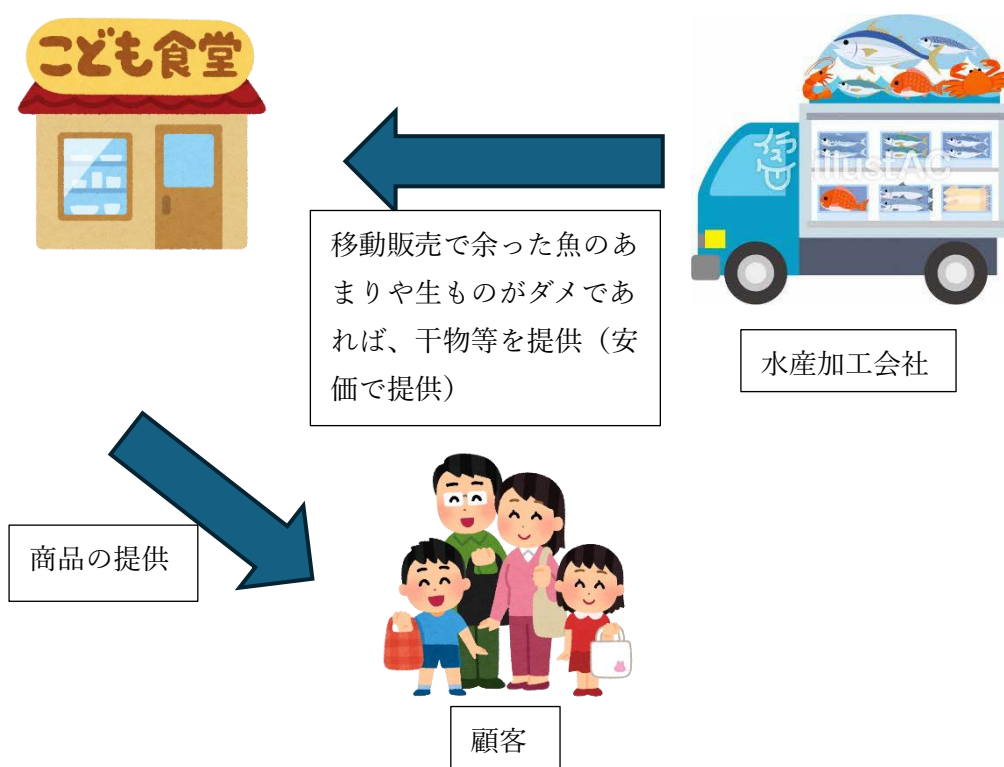 こども食堂
移動販売で余った魚のあ
まりや生ものがダメであ
れば、干物等を提供（安
価で提供）
水産加工会社
illustAC
商品の提供
顧客